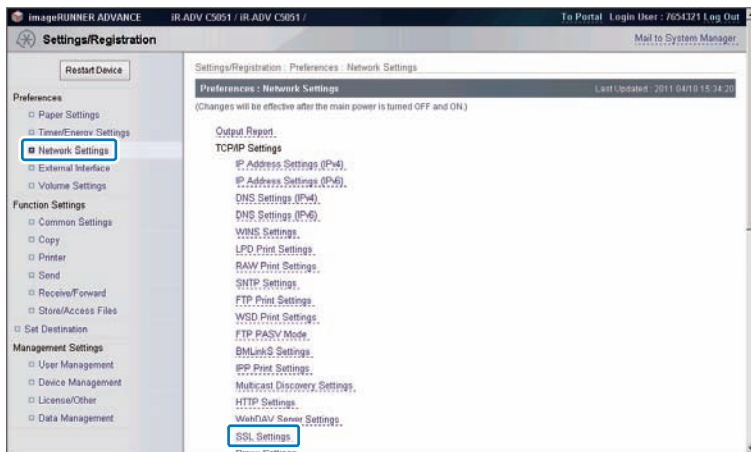 imageRUNNER ADVANCE iR-ADV C5051 / iR-ADV C5051 / To Portal Login User : 7654321 Log Out
Settings/Registration Mail to System Manager
Restart Device
Preferences
Paper Settings
Timer/Energy Settings
Network Settings
External Interface
Volume Settings
Function Settings
Common Settings
Copy
Printer
Send
Receive/Forward
Store/Access Files
Set Destination
Management Settings
User Management
Device Management
License/Other
Data Management
Settings/Registration : Preferences : Network Settings
Preferences : Network Settings Last Updated : 2011 04/10 15:34:20
(Changes will be effective after the main power is turned OFF and ON.)
Output Report
TCP/IP Settings
IP Address Settings (IPv4)
IP Address Settings (IPv6)
DNS Settings (IPv4)
DNS Settings (IPv6)
WINS Settings
LPD Print Settings
RAW Print Settings
SNTP Settings
FTP Print Settings
WSD Print Settings
FTP PASV Mode
BMLinkS Settings
IPP Print Settings
Multicast Discovery Settings
HTTP Settings
WebDAV Server Settings
SSL Settings